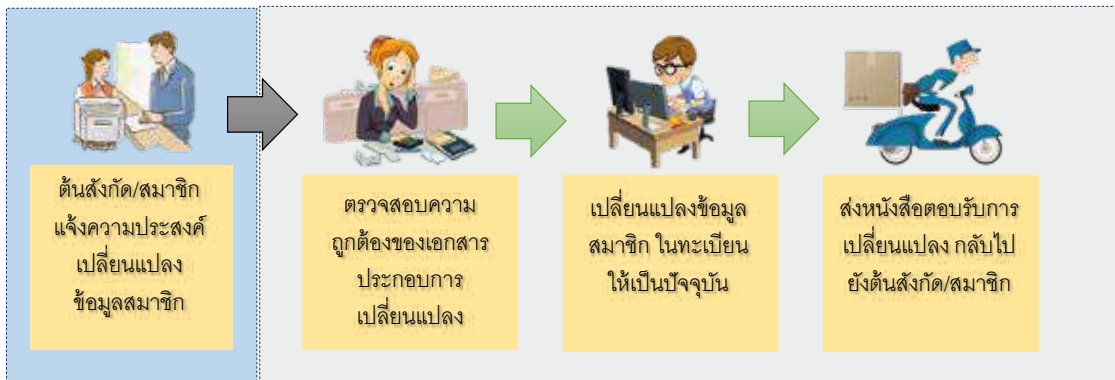 ต้นสังกัด/สมาชิก
แจ้งความประสงค์
เปลี่ยนแปลง
ข้อมูลสมาชิก
ตรวจสอบความ
ถูกต้องของเอกสาร
ประกอบการ
เปลี่ยนแปลง
เปลี่ยนแปลงข้อมูล
สมาชิก ในทะเบียน
ให้เป็นปัจจุบัน
ส่งหนังสือตอบรับการ
เปลี่ยนแปลง กลับไป
ยังต้นสังกัด/สมาชิก